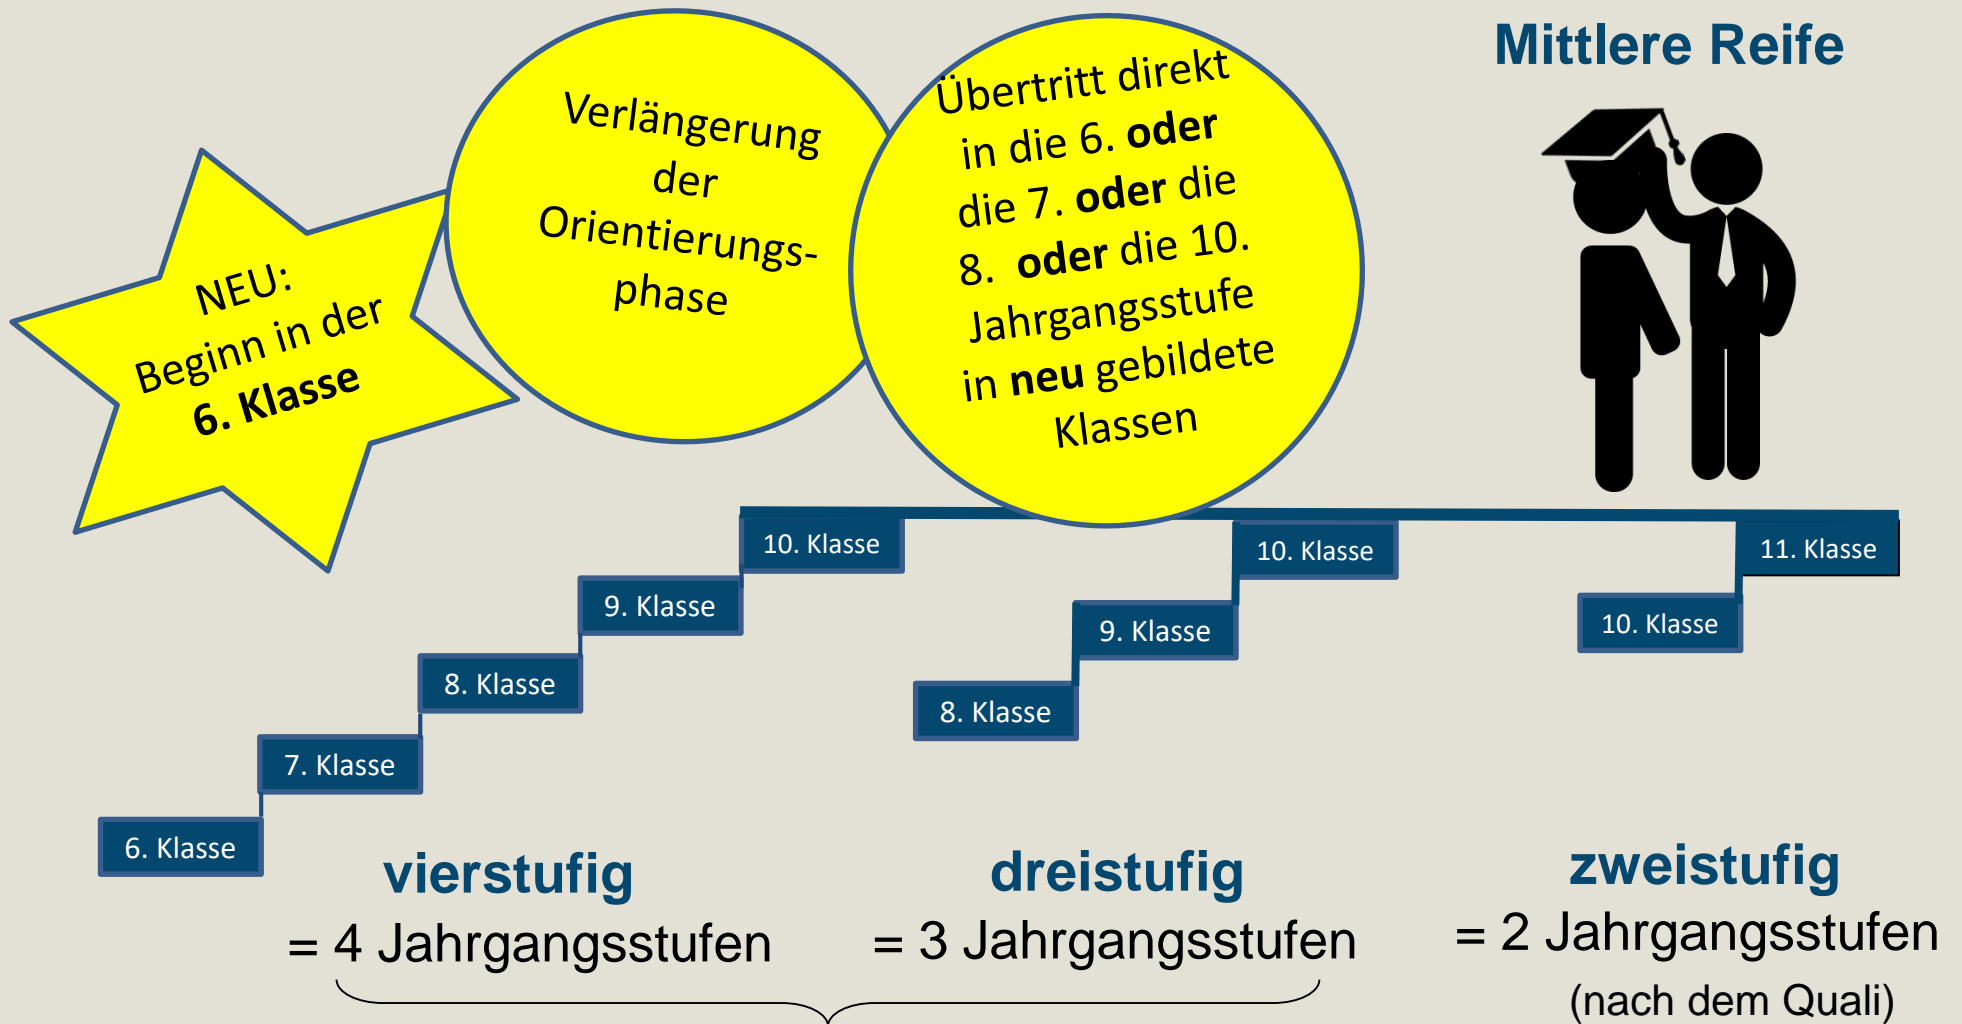 Mittlere Reife
NEU:
Beginn in der
6. Klasse
Verlängerung
der
Orientierungs-
phase
Übertritt direkt
in die 6. oder
die 7. oder die
8. oder die 10.
Jahrgangsstufe
in neu gebildete
Klassen
6. Klasse
7. Klasse
8. Klasse
9. Klasse
10. Klasse
8. Klasse
9. Klasse
10. Klasse
10. Klasse
11. Klasse
vierstufig
= 4 Jahrgangsstufen
dreistufig
= 3 Jahrgangsstufen
zweistufig
= 2 Jahrgangsstufen
(nach dem Quali)